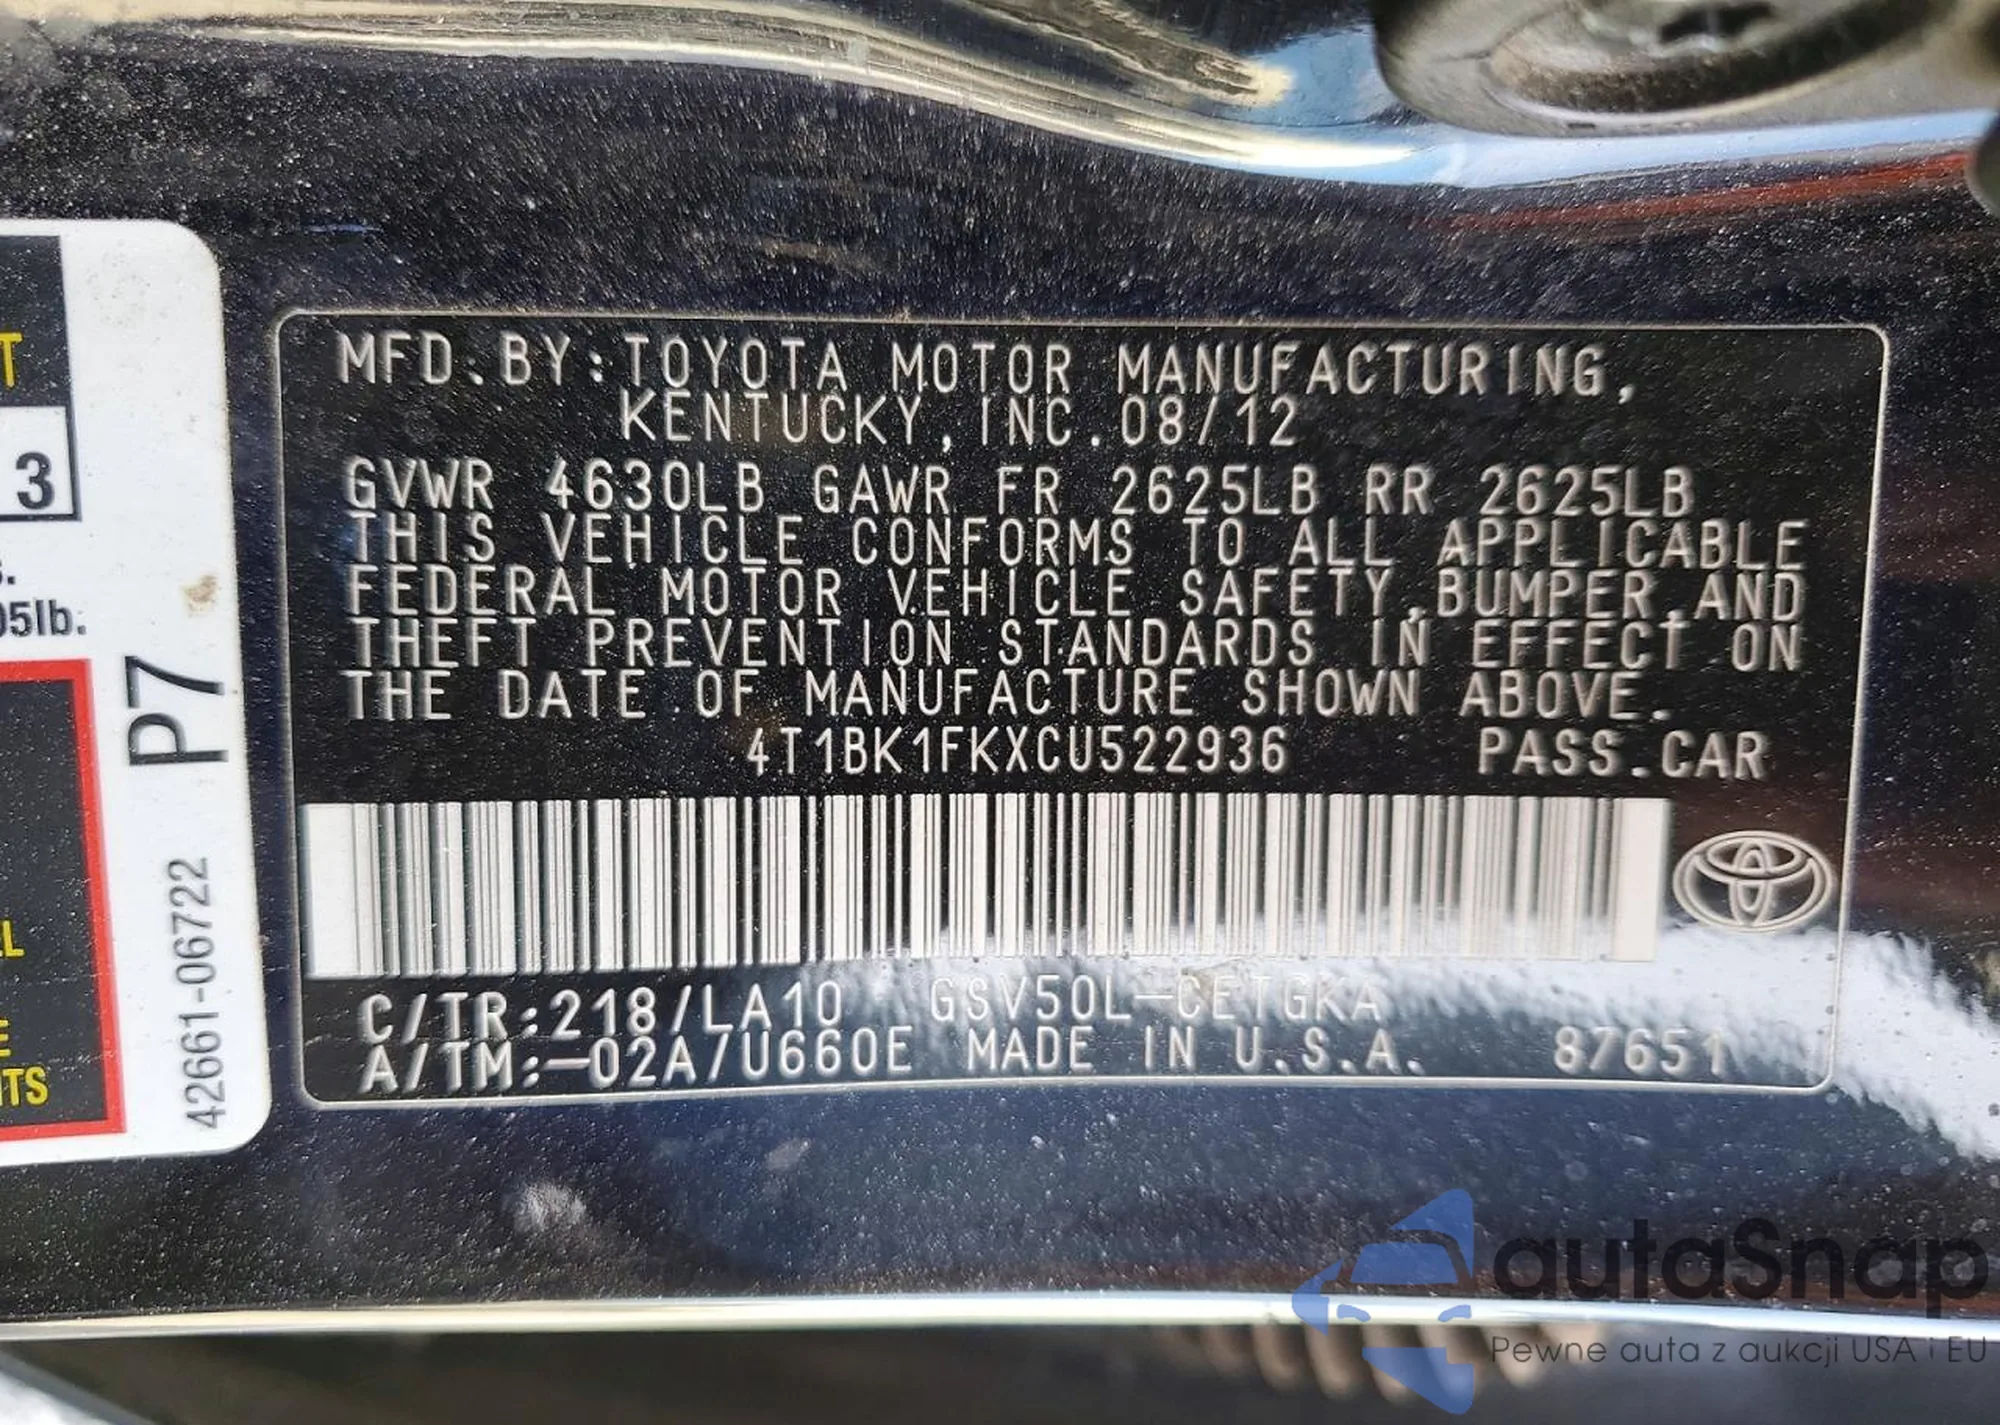 MFD.BY:TOYOTA MOTOR MANUFACTURING,
KENTUCKY,INC.08/12
GVWR 4630LB GAWR FR 2625LB RR 2625LB
THIS VEHICLE CONFORMS TO ALL APPLICABLE
FEDERAL MOTOR VEHICLE SAFETY,BUMPER,AND
THEFT PREVENTION STANDARDS IN EFFECT ON
THE DATE OF MANUFACTURE SHOWN ABOVE.
4T1BK1FKXCU522936 PASS.CAR
C/TR:218/LA10 GSV50L-CETGKA
A/TM:-02A/U660E MADE IN U.S.A. 87651
3
05lb.
P7
42661-06722
autaSnap
Pewne auta z aukcji USA i EU